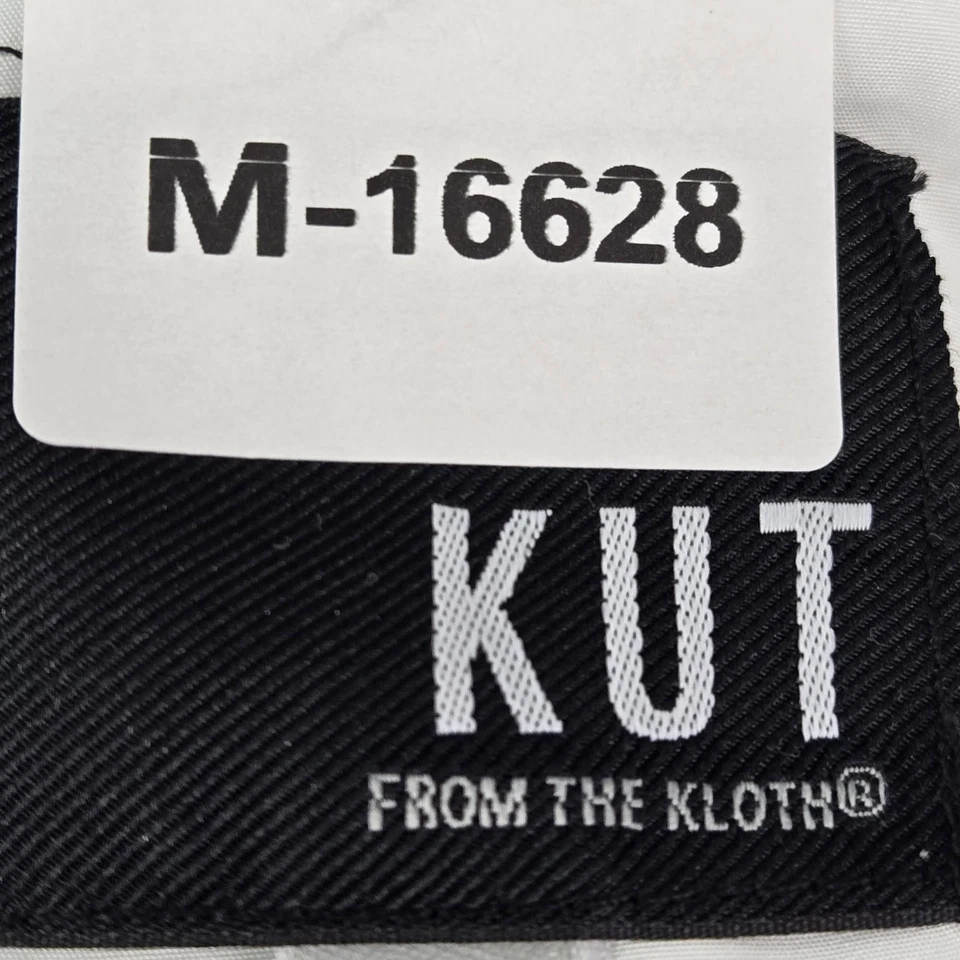 M-16628
KUT
FROM THE KLOTH®